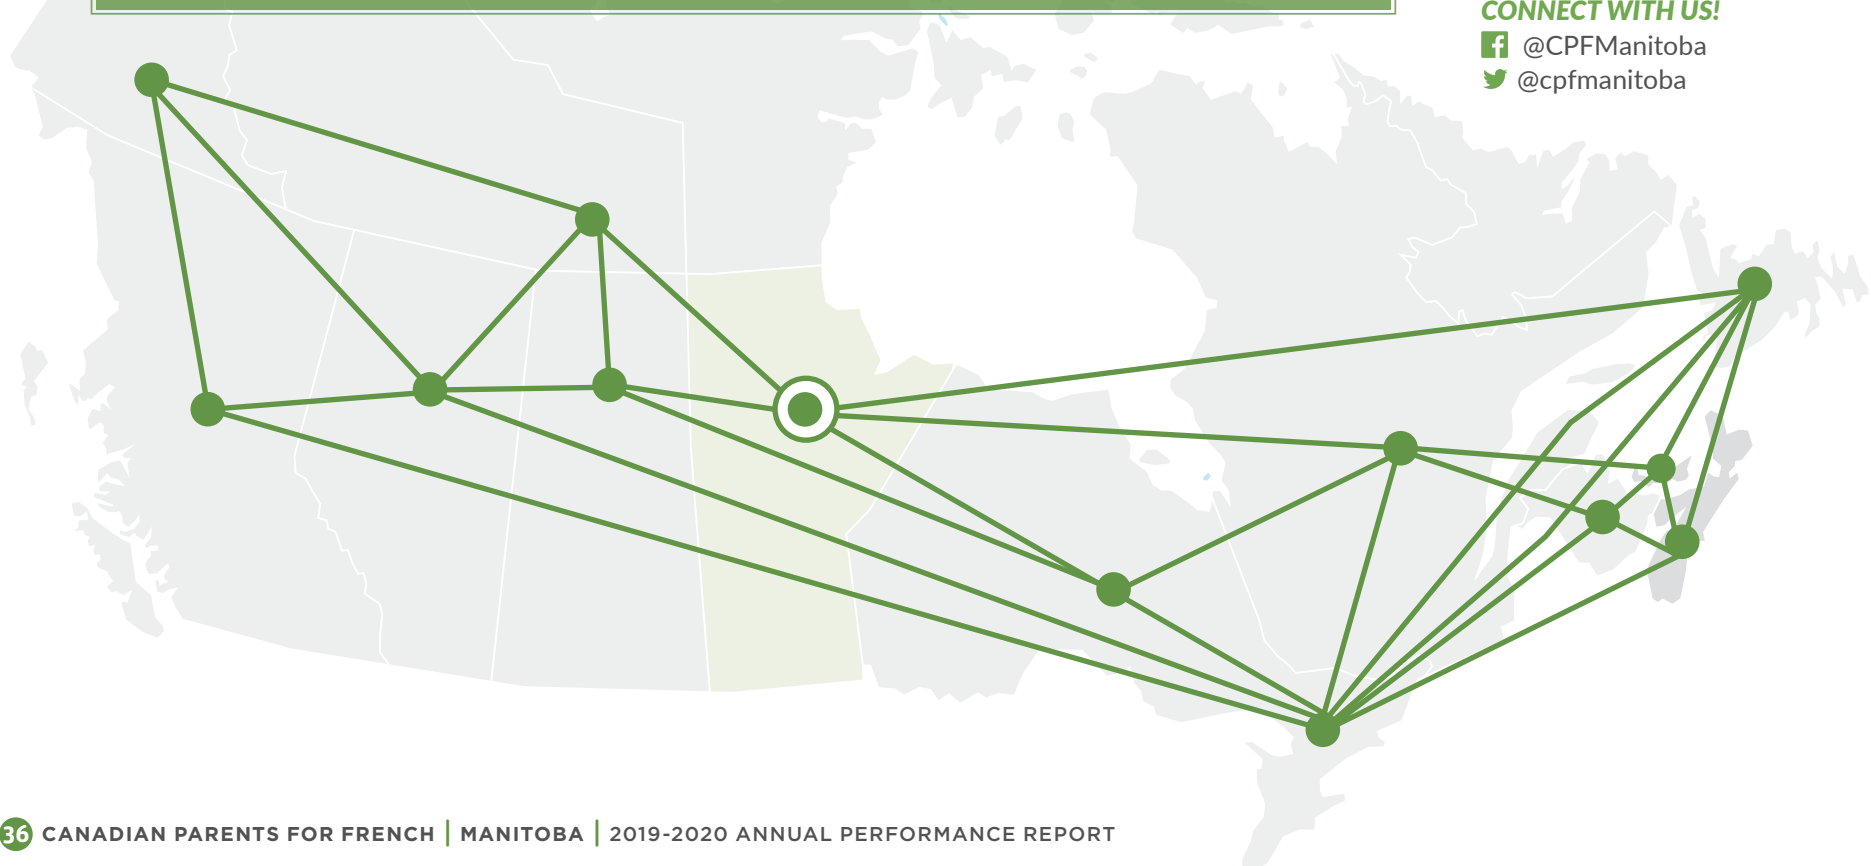 CONNECT WITH US!
@CPFManitoba
@cpfmanitoba
36 CANADIAN PARENTS FOR FRENCH | MANITOBA | 2019-2020 ANNUAL PERFORMANCE REPORT